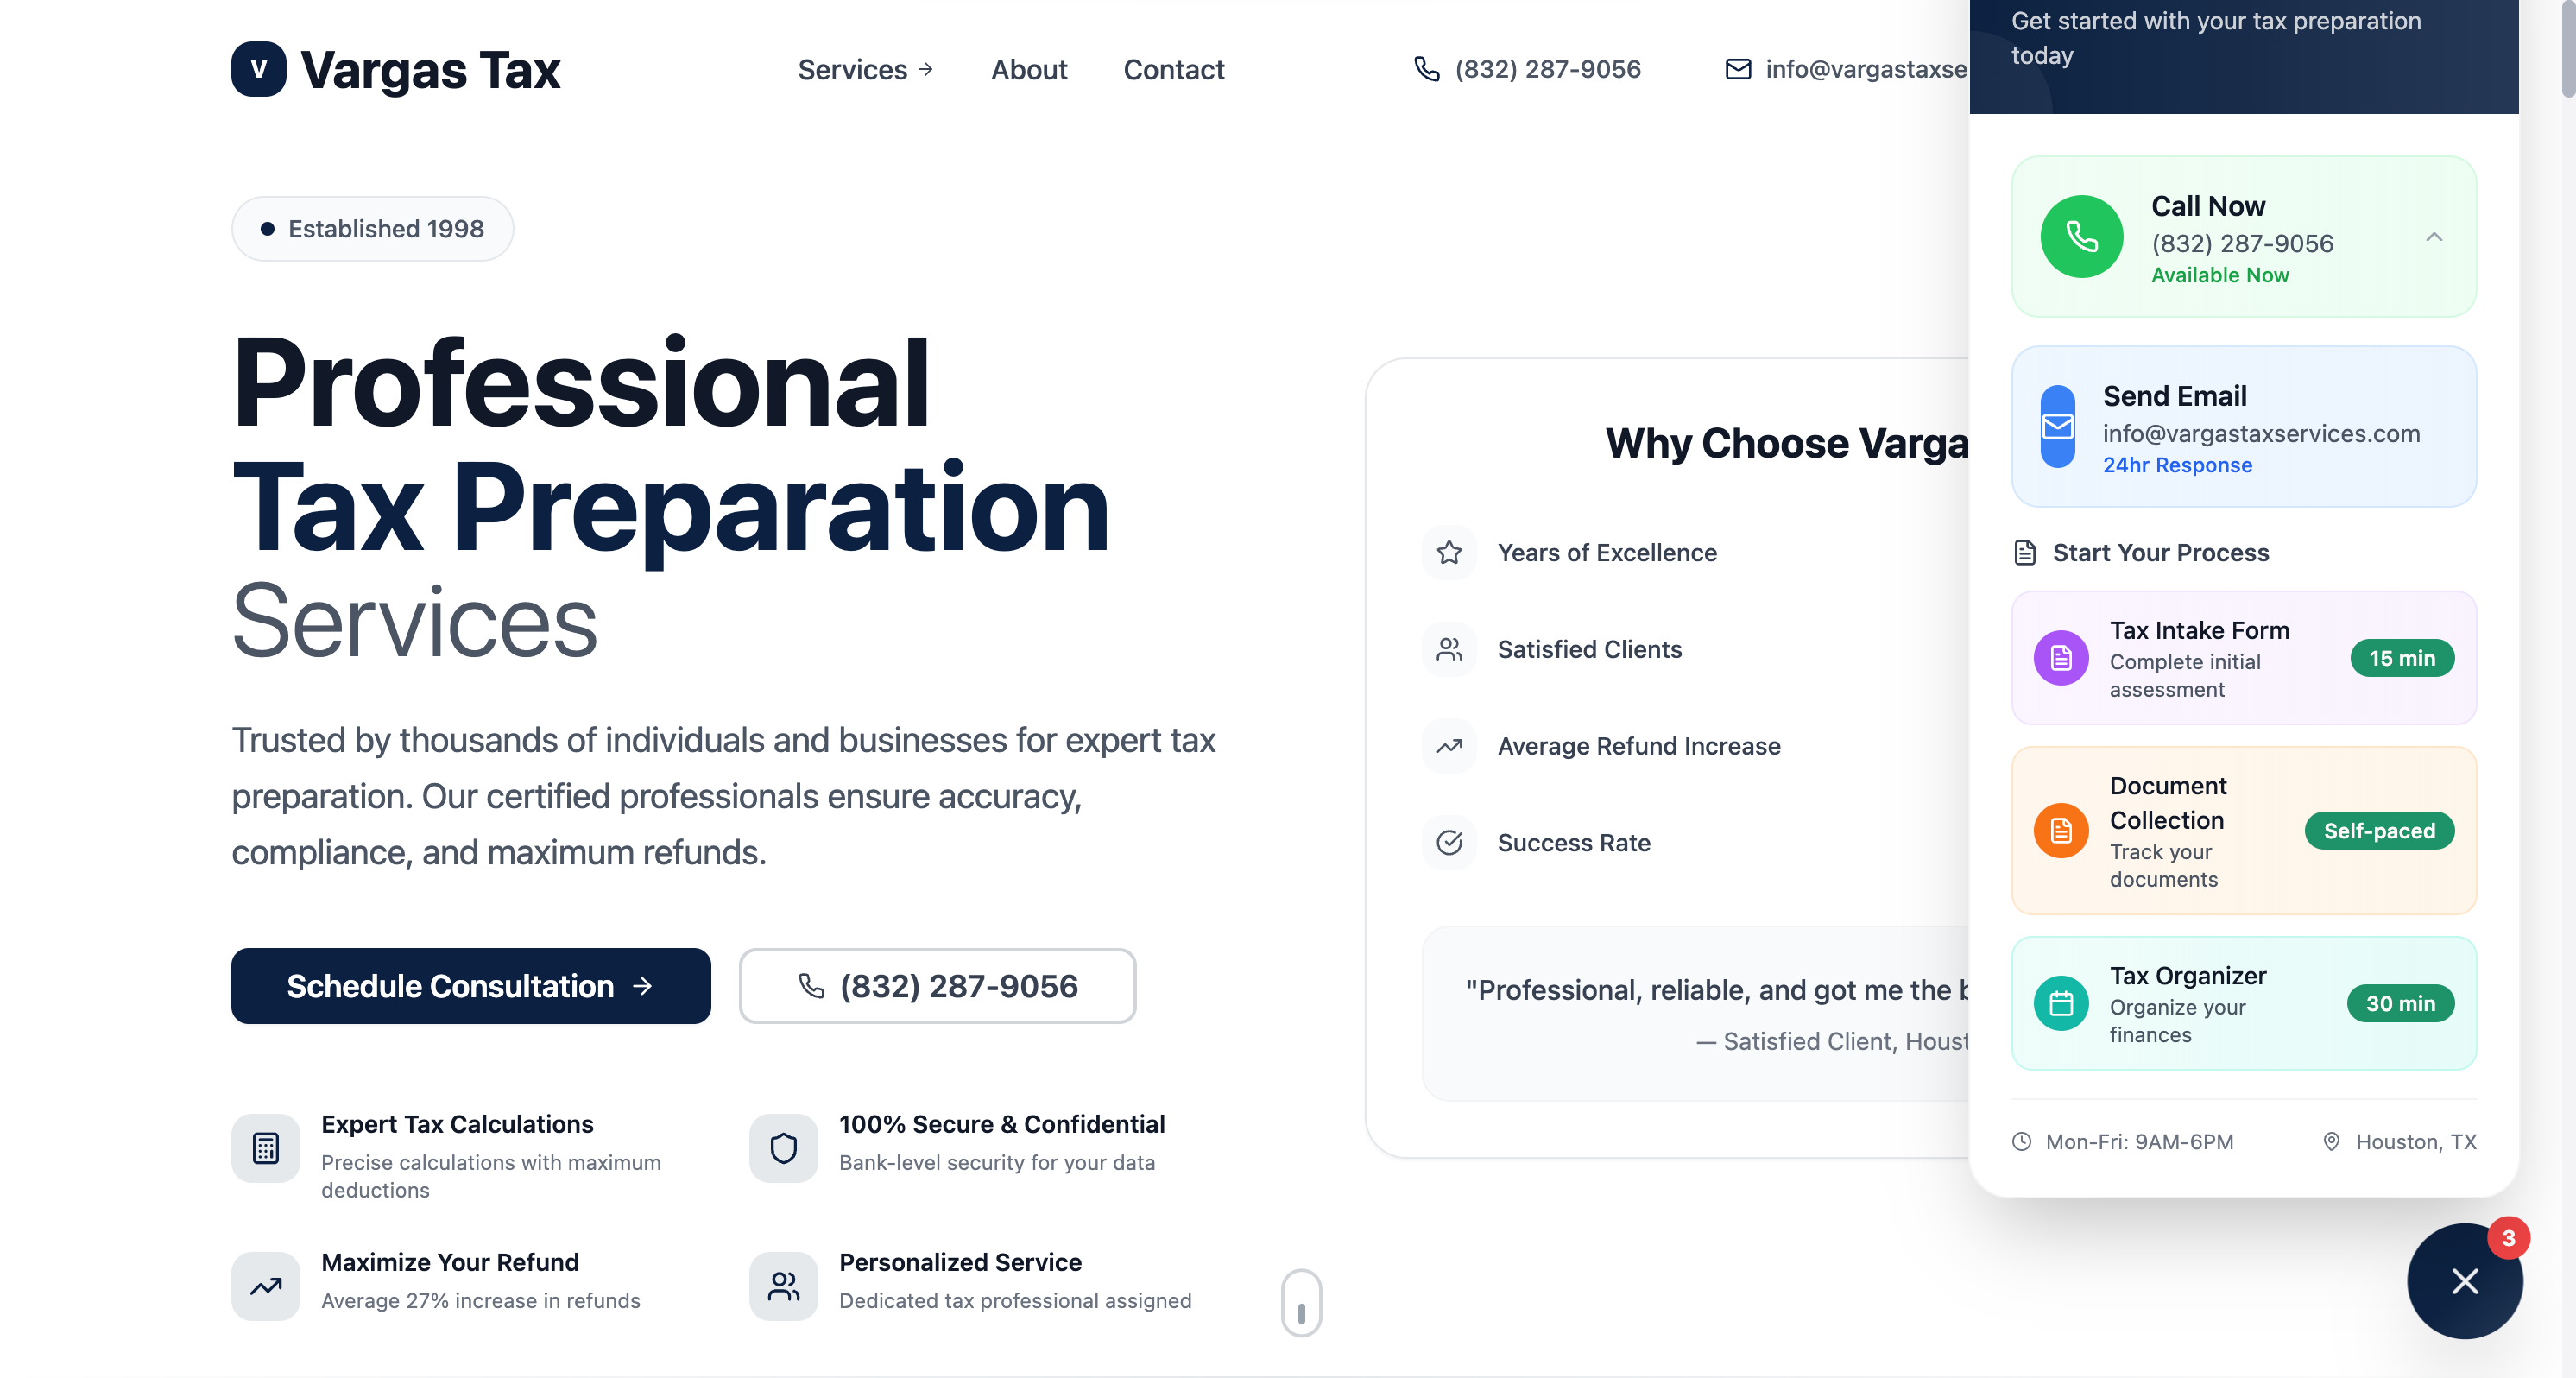 V Vargas Tax
Services → About Contact
(832) 287-9056
info@vargastaxse
Established 1998
Professional
Tax Preparation
Services
Trusted by thousands of individuals and businesses for expert tax
preparation. Our certified professionals ensure accuracy,
compliance, and maximum refunds.
Schedule Consultation →
(832) 287-9056
Expert Tax Calculations
Precise calculations with maximum
deductions
100% Secure & Confidential
Bank-level security for your data
Maximize Your Refund
Average 27% increase in refunds
Personalized Service
Dedicated tax professional assigned
Why Choose Varga
Years of Excellence
Satisfied Clients
Average Refund Increase
Success Rate
"Professional, reliable, and got me the b
— Satisfied Client, Houst
Get started with your tax preparation
today
Call Now
(832) 287-9056
Available Now
Send Email
info@vargastaxservices.com
24hr Response
Start Your Process
Tax Intake Form
Complete initial
assessment
15 min
Document
Collection
Track your
documents
Self-paced
Tax Organizer
Organize your
finances
30 min
Mon-Fri: 9AM-6PM
Houston, TX
3